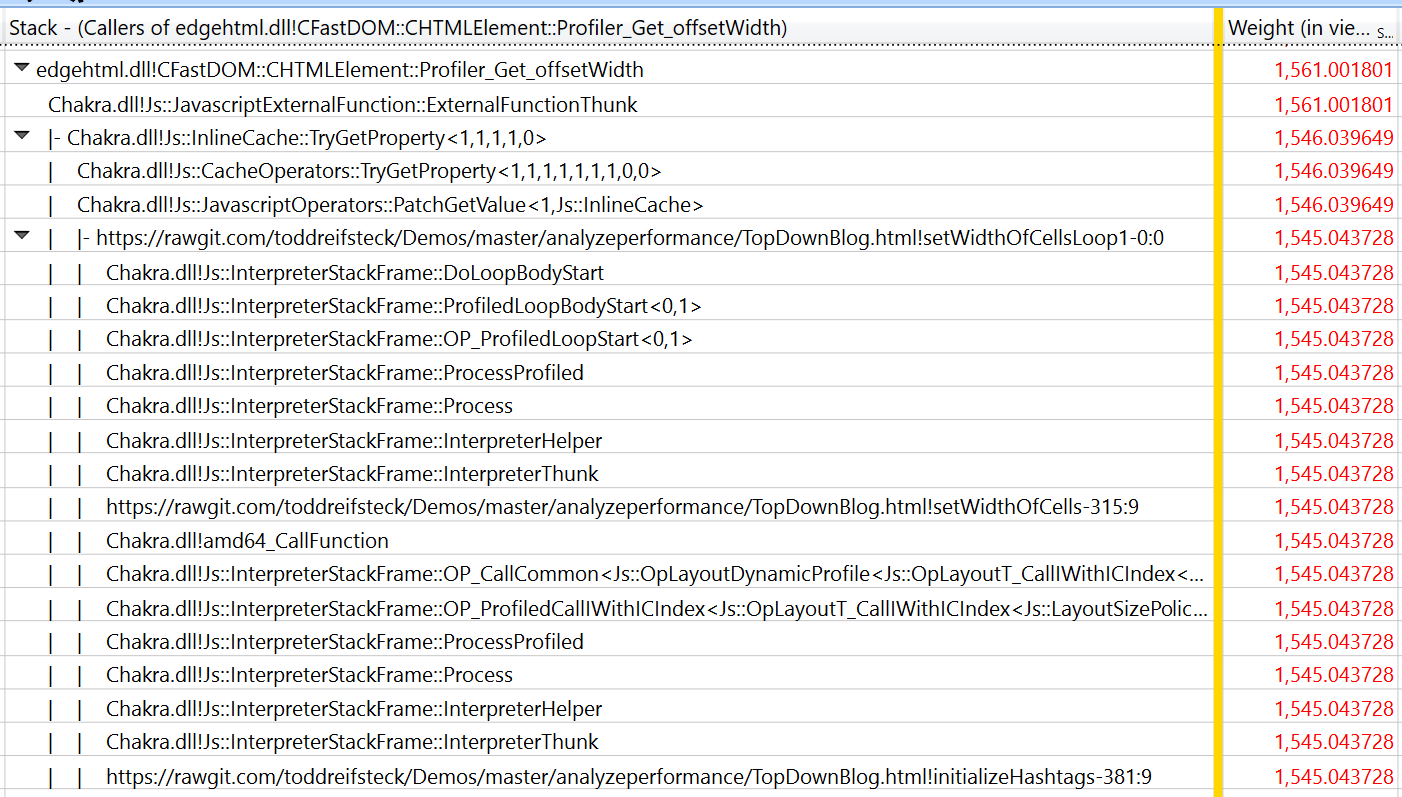 Stack - (Callers of edgehtml.dll!CFastDOM::CHTMLElement::Profiler_Get_offsetWidth) Weight (in vie... S...
edgehtml.dll!CFastDOM::CHTMLElement::Profiler_Get_offsetWidth 1,561.001801
Chakra.dll!Js::JavascriptExternalFunction::ExternalFunctionThunk 1,561.001801
|- Chakra.dll!Js::InlineCache::TryGetProperty<1,1,1,1,0> 1,546.039649
| Chakra.dll!Js::CacheOperators::TryGetProperty<1,1,1,1,1,1,1,0,0> 1,546.039649
| Chakra.dll!Js::JavascriptOperators::PatchGetValue<1,Js::InlineCache> 1,546.039649
| |- https://rawgit.com/toddreifsteck/Demos/master/analyzeperformance/TopDownBlog.html!setWidthOfCellsLoop1-0:0 1,545.043728
| | Chakra.dll!Js::InterpreterStackFrame::DoLoopBodyStart 1,545.043728
| | Chakra.dll!Js::InterpreterStackFrame::ProfiledLoopBodyStart<0,1> 1,545.043728
| | Chakra.dll!Js::InterpreterStackFrame::OP_ProfiledLoopStart<0,1> 1,545.043728
| | Chakra.dll!Js::InterpreterStackFrame::ProcessProfiled 1,545.043728
| | Chakra.dll!Js::InterpreterStackFrame::Process 1,545.043728
| | Chakra.dll!Js::InterpreterStackFrame::InterpreterHelper 1,545.043728
| | Chakra.dll!Js::InterpreterStackFrame::InterpreterThunk 1,545.043728
| | https://rawgit.com/toddreifsteck/Demos/master/analyzeperformance/TopDownBlog.html!setWidthOfCells-315:9 1,545.043728
| | Chakra.dll!amd64_CallFunction 1,545.043728
| | Chakra.dll!Js::InterpreterStackFrame::OP_CallCommon<Js::OpLayoutDynamicProfile<Js::OpLayoutT_CallIWithICIndex<... 1,545.043728
| | Chakra.dll!Js::InterpreterStackFrame::OP_ProfiledCallIWithICIndex<Js::OpLayoutT_CallIWithICIndex<Js::LayoutSizePolic... 1,545.043728
| | Chakra.dll!Js::InterpreterStackFrame::ProcessProfiled 1,545.043728
| | Chakra.dll!Js::InterpreterStackFrame::Process 1,545.043728
| | Chakra.dll!Js::InterpreterStackFrame::InterpreterHelper 1,545.043728
| | Chakra.dll!Js::InterpreterStackFrame::InterpreterThunk 1,545.043728
| | https://rawgit.com/toddreifsteck/Demos/master/analyzeperformance/TopDownBlog.html!initializeHashtags-381:9 1,545.043728